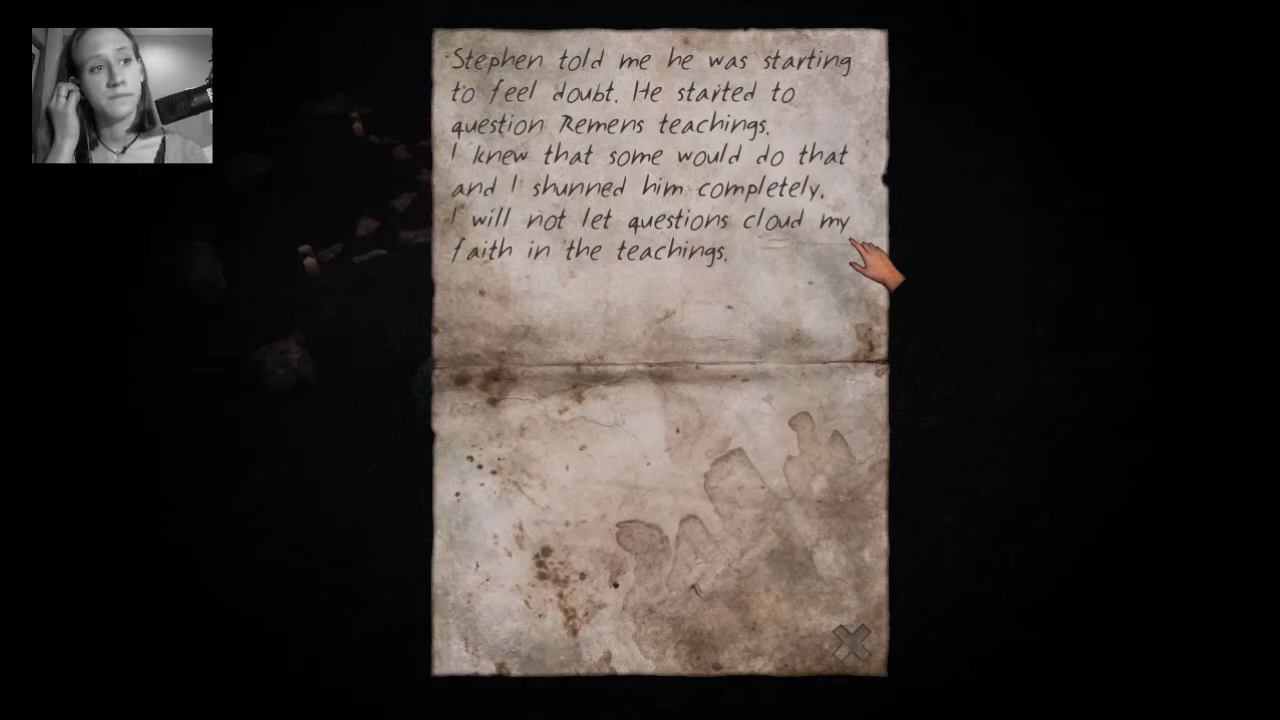 Stephen told me he was starting
to feel doubt. He started to
question Remens teachings.
I knew that some would do that
and I shunned him completely.
I will not let questions cloud my
faith in the teachings.